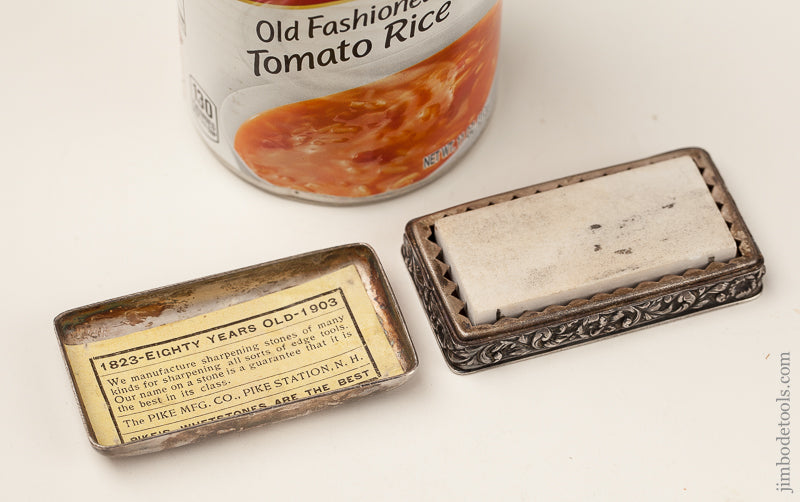 Old Fashioned
Tomato Rice
130
NET WT.
1823-EIGHTY YEARS OLD-1903
We manufacture sharpening stones of many
kinds for sharpening all sorts of edge tools.
Our name on a stone is a guarantee that it is
the best in its class.
The PIKE MFG. CO., PIKE STATION, N. H.
PIKE'S WHETSTONES ARE THE BEST
jimbodetools.com